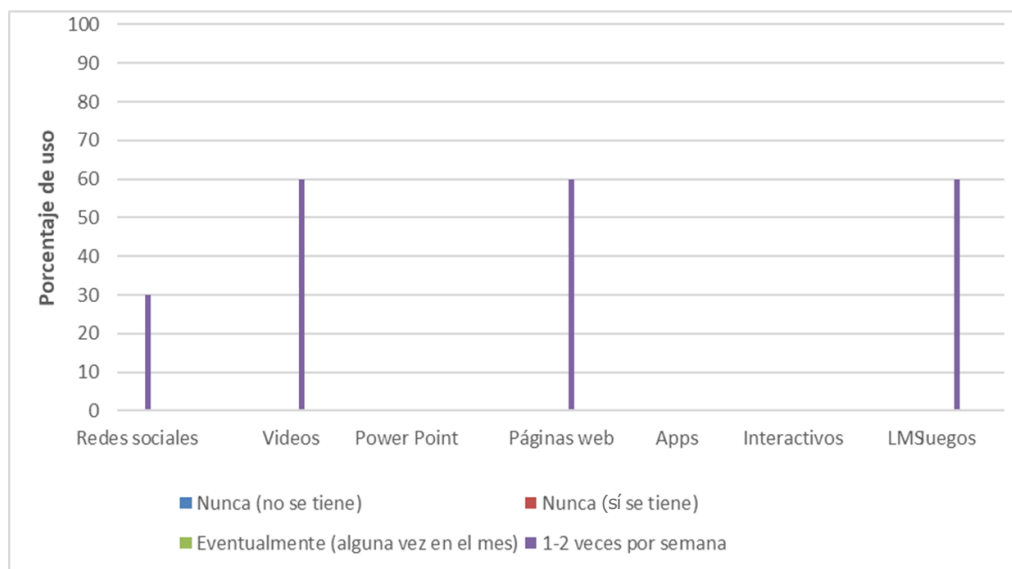 100
90
80
70
60
50
40
30
20
10
0
Porcentaje de uso
Redes sociales Videos Power Point Páginas web Apps Interactivos LMS Juegos
Nunca (no se tiene) Nunca (sí se tiene)
Eventualmente (alguna vez en el mes) 1-2 veces por semana